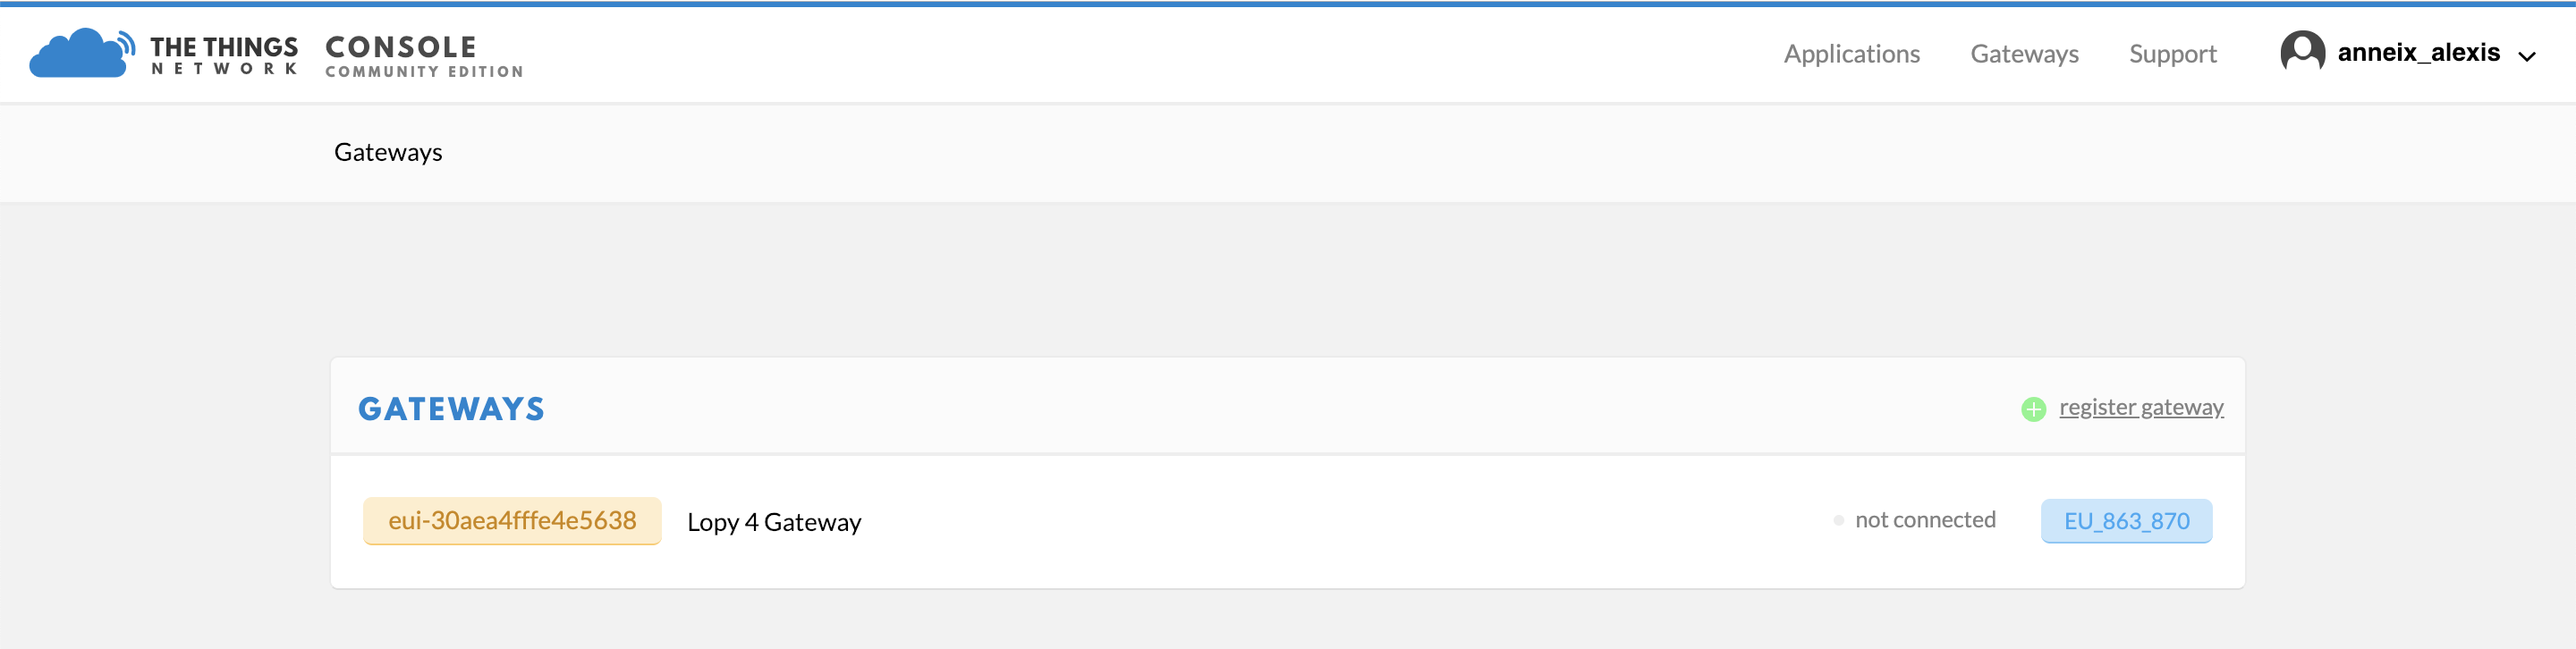 THE THINGS NETWORK CONSOLE COMMUNITY EDITION Applications Gateways Support anneix_alexis
Gateways
GATEWAYS register gateway
eui-30aea4fffe4e5638 Lopy 4 Gateway not connected EU_863_870